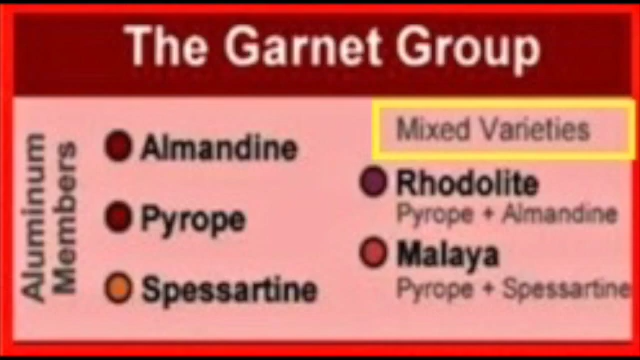 The Garnet Group
Aluminum
Members
Almandine
Pyrope
Spessartine
Mixed Varieties
Rhodolite
Pyrope + Almandine
Malaya
Pyrope + Spessartine